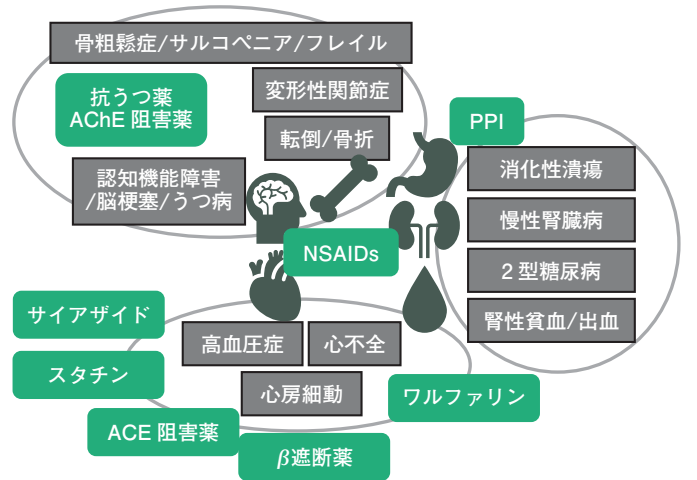 骨粗鬆症/サルコペニア/フレイル
抗うつ薬
AChE 阻害薬
変形性関節症
転倒/骨折
認知機能障害
/脳梗塞/うつ病
PPI
消化性潰瘍
慢性腎臓病
2 型糖尿病
腎性貧血/出血
NSAIDs
サイアザイド
スタチン
高血圧症
心不全
心房細動
ワルファリン
ACE 阻害薬
β遮断薬